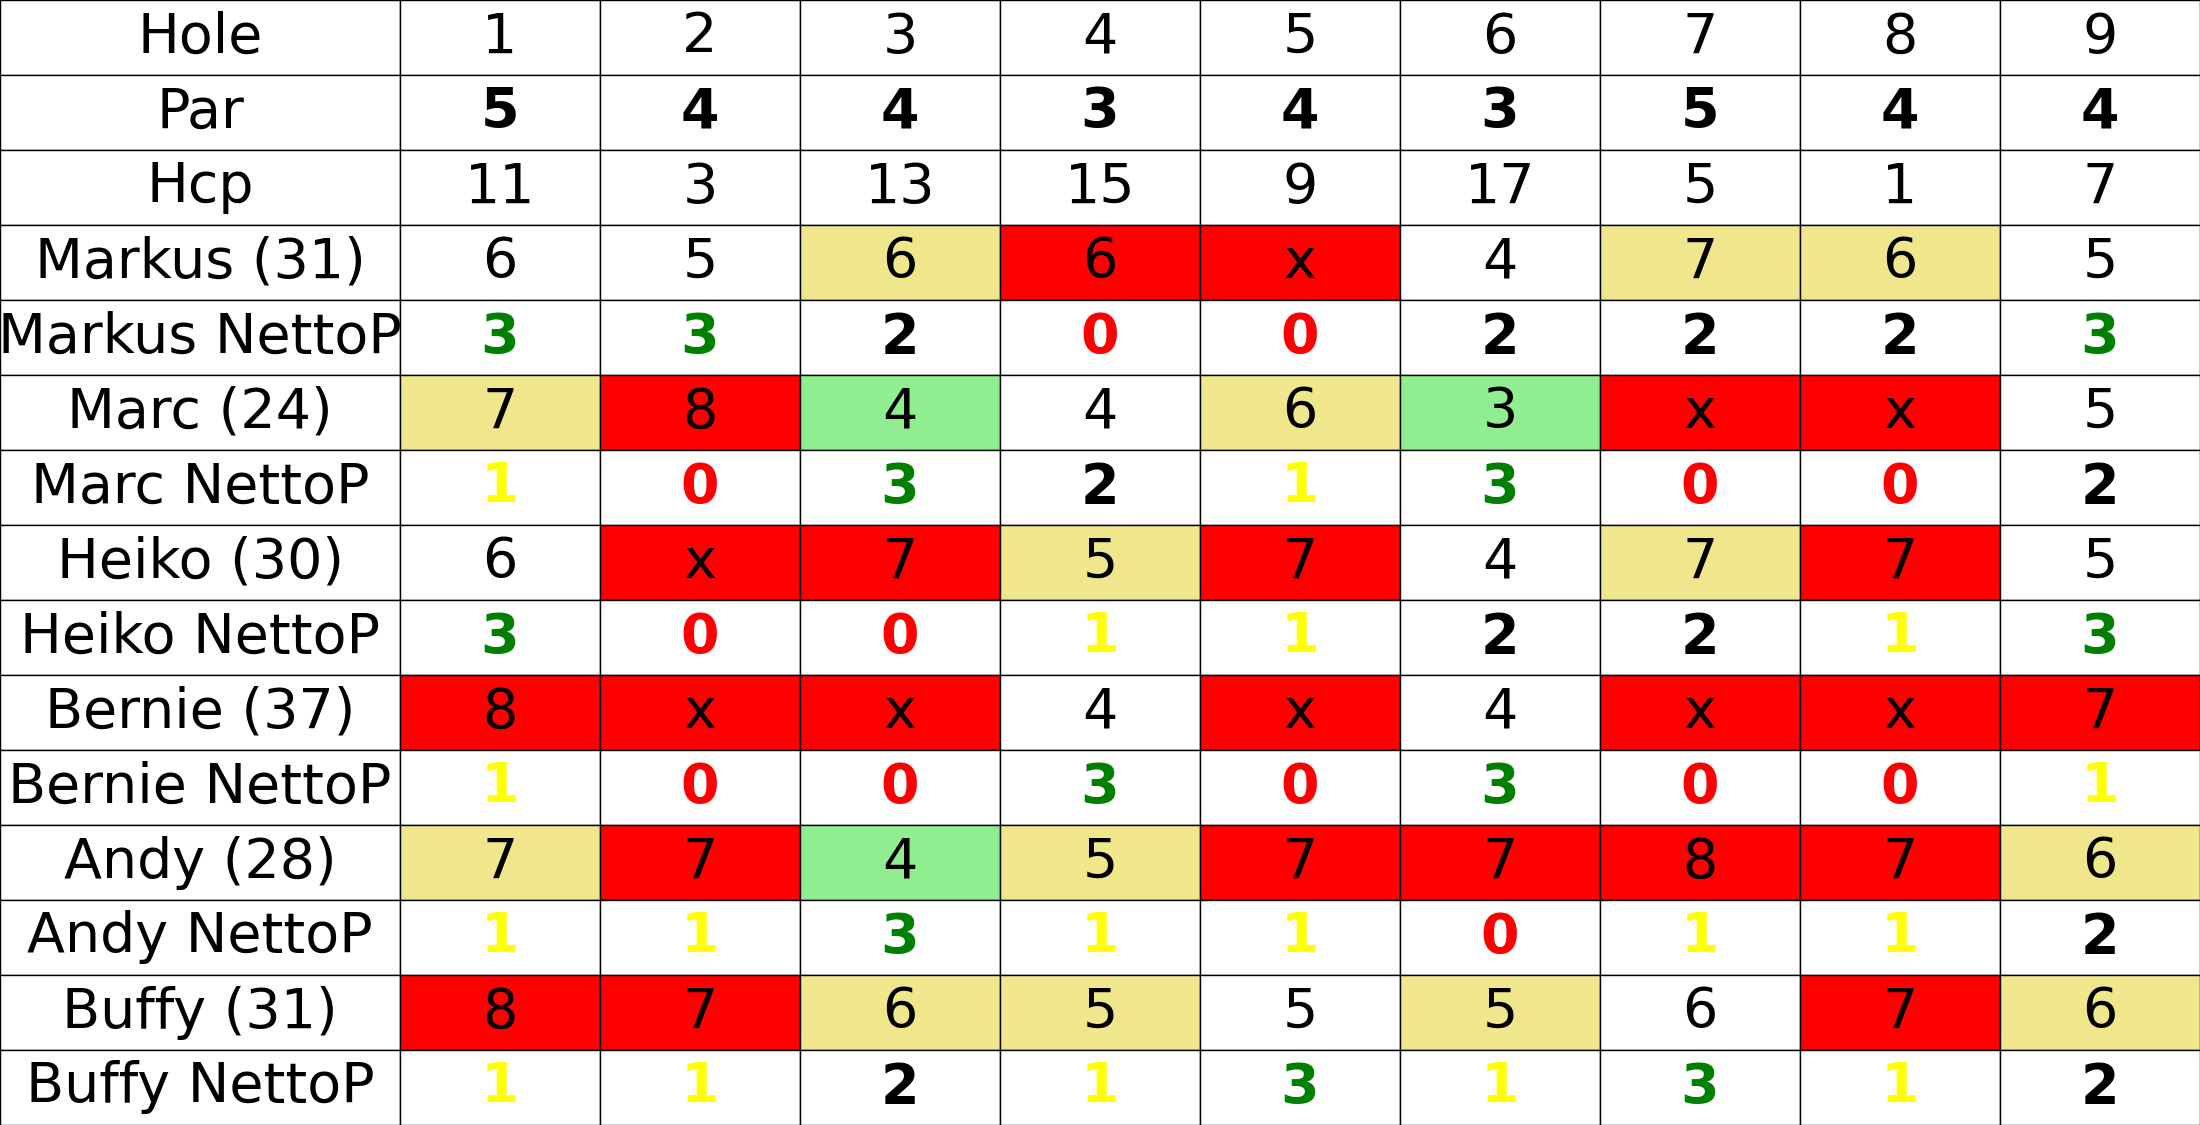 Hole 1 2 3 4 5 6 7 8 9
Par 5 4 4 3 4 3 5 4 4
Hcp 11 3 13 15 9 17 5 1 7
Markus (31) 6 5 6 6 x 4 7 6 5
Markus NettoP 3 3 2 0 0 2 2 2 3
Marc (24) 7 8 4 4 6 3 x x 5
Marc NettoP 1 0 3 2 1 3 0 0 2
Heiko (30) 6 x 7 5 7 4 7 7 5
Heiko NettoP 3 0 0 1 1 2 2 1 3
Bernie (37) 8 x x 4 x 4 x x 7
Bernie NettoP 1 0 0 3 0 3 0 0 1
Andy (28) 7 7 4 5 7 7 8 7 6
Andy NettoP 1 1 3 1 1 0 1 1 2
Buffy (31) 8 7 6 5 5 5 6 7 6
Buffy NettoP 1 1 2 1 3 1 3 1 2